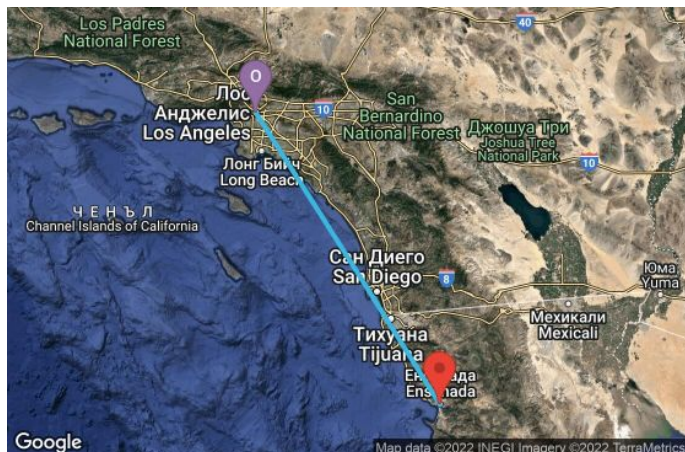 Los Padres
National Forest
40
O
Лос
Анджелис
Los Angeles
10
San
Bernardino
National Forest
Джошуа Три
Joshua Tree
National Park
10
Лонг Бийч
Long Beach
ЧЕНЪЛ
Channel Islands of California
Сан Диего
San Diego
8
Юма
Yuma
Мексикали
Mexicali
Тихуана
Tijuana
Ensenada
Google
Map data ©2022 INEGI Imagery ©2022 TerraMetrics